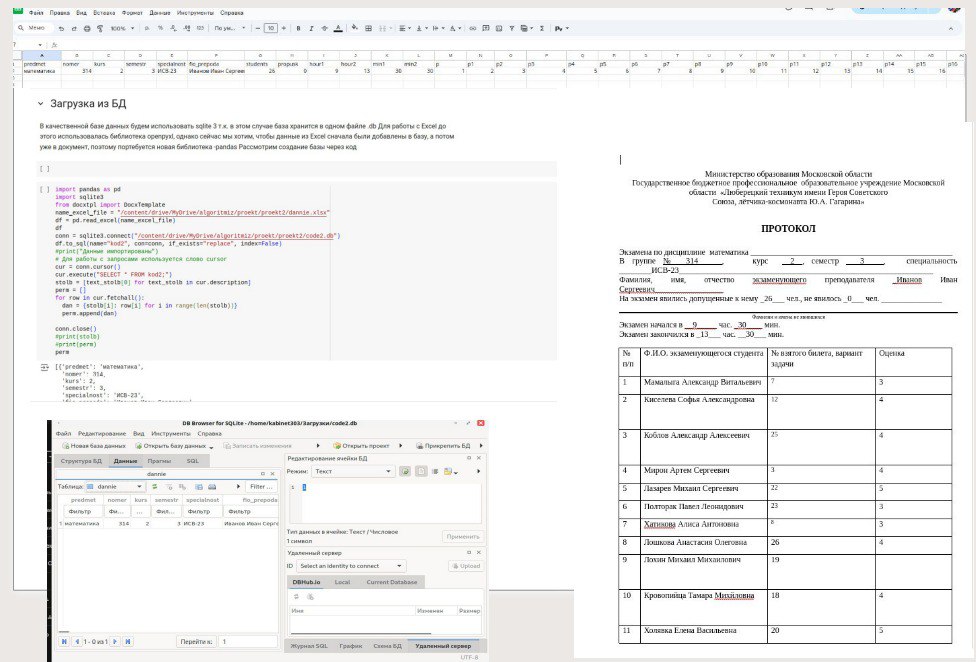 Файл Правка Вид Вставка Формат Данные Инструменты Справка
Меню 100% По ум... 10
A B C D E F G H I J K L M N O P Q R S T U V W X Y Z AA AB AC
predmet nomer kurs semestr specialnost fio_prepoda students propusk hour1 hour2 min1 min2 p p1 p2 p3 p4 p5 p6 p7 p8 p9 p10 p11 p12 p13 p14 p15 p16
математика 314 2 3 ИСВ-23 Иванов Иван Сергеев 26 0 9 13 30 30 1 2 3 4 5 6 7 8 9 10 11 12 13 14 15 16
Загрузка из БД
В качественной базе данных будем использовать sqlite 3 т.к. в этом случае база хранится в одном файле .db Для работы с Excel до
этого использовалась библиотека openpyxl, однако сейчас мы хотим, чтобы данные из Excel сначала были добавлены в базу, а потом
уже в документ, поэтому портебуется новая библиотека -pandas Рассмотрим создание базы через код
[ ]
[ ] import pandas as pd
import sqlite3
from docxtpl import DocxTemplate
name_excel_file = "/content/drive/MyDrive/algoritmiz/proekt/proekt2/dannie.xlsx"
df = pd.read_excel(name_excel_file)
df
conn = sqlite3.connect("/content/drive/MyDrive/algoritmiz/proekt/proekt2/code2.db")
df.to_sql(name="kod2", con=conn, if_exists="replace", index=False)
#print("Данные импортированы")
# Для работы с запросами используется слово cursor
cur = conn.cursor()
cur.execute("SELECT * FROM kod2;")
stolb = [text_stolb[0] for text_stolb in cur.description]
perm = []
for row in cur.fetchall():
dan = {stolb[i]: row[i] for i in range(len(stolb))}
perm.append(dan)
conn.close()
#print(stolb)
#print(perm)
perm
[{'predmet': 'математика',
'nomer': 314,
'kurs': 2,
'semestr': 3,
'specialnost': 'ИСВ-23',
DB Browser for SQLite - /home/kabinet303/Загрузки/code2.db
Файл Редактирование Вид Инструменты Справка
Новая база данных Открыть базу данных Записать изменения Открыть проект Прикрепить БД
Структура БД Данные Прагмы SQL
dannie
Таблица: dannie Filter ...
predmet nomer kurs semestr specialnost fio_prepoda
Фильтр Фи... ... Фил... Фильтр Фильтр
1 математика 314 2 3 ИСВ-23 Иванов Иван Серге
1 - 0 из 1 Перейти к: 1
Редактирование ячейки БД
Режим: Текст
1
Тип данных в ячейке: Текст / Числовое
1 символ
Применить
Удаленный сервер
ID Select an identity to connect Upload
DBHub.io Local Current Database
Имя Изменен Размер
Журнал SQL График Схема БД Удаленный сервер
UTF-8
Министерство образования Московской области
Государственное бюджетное профессиональное образовательное учреждение Московской
области «Люберецкий техникум имени Героя Советского
Союза, лётчика-космонавта Ю.А. Гагарина»
ПРОТОКОЛ
Экзамена по дисциплине математика
В группе № 314, курс 2, семестр 3, специальность
ИСВ-23
Фамилия, имя, отчество экзаменующего преподавателя Иванов Иван
Сергеевич
На экзамен явились допущенные к нему _26___ чел., не явилось _0___ чел.
Фамилии и имена не явившихся
Экзамен начался в __9____ час. _30____ мин.
Экзамен закончился в _13___ час. __30___ мин.
№ п/п Ф.И.О. экзаменующегося студента № взятого билета, вариант задачи Оценка
1 Мамалыга Александр Витальевич 7 3
2 Киселева Софья Александровна 12 4
3 Коблов Александр Алексеевич 25 4
4 Мирон Артем Сергеевич 3 4
5 Лазарев Михаил Сергеевич 22 5
6 Полторак Павел Леонидович 23 3
7 Хатикова Алиса Антоновна 8 3
8 Лошкова Анастасия Олеговна 26 4
9 Лохин Михаил Михаилович 19
10 Кровопийца Тамара Михйловна 18 4
11 Холявка Елена Васильевна 20 5